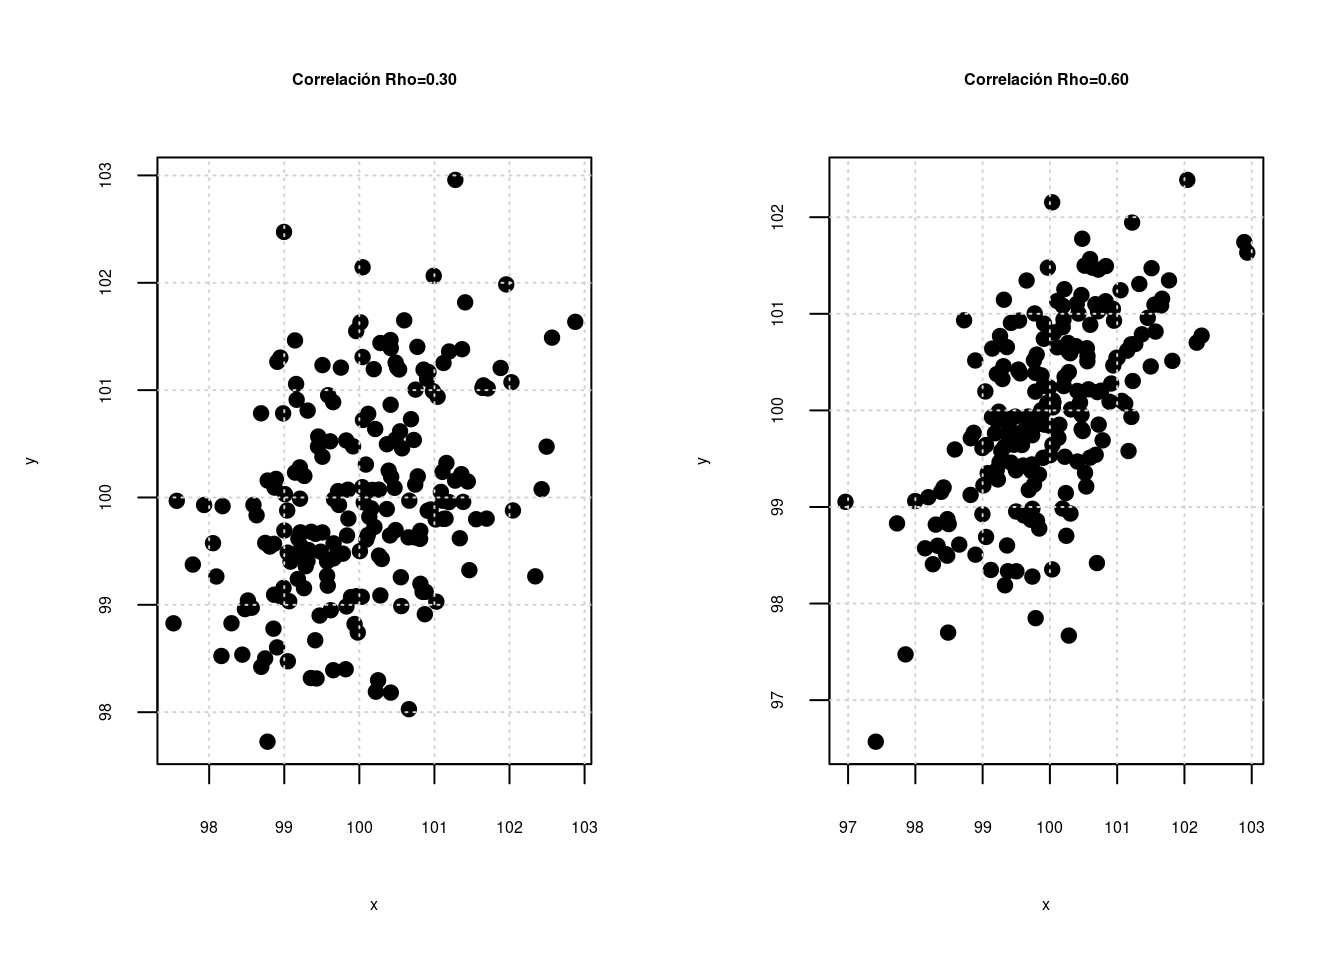 Correlación Rho=0.30
y
103
102
101
100
99
98
98 99 100 101 102 103
x
Correlación Rho=0.60
y
102
101
100
99
98
97
97 98 99 100 101 102 103
x